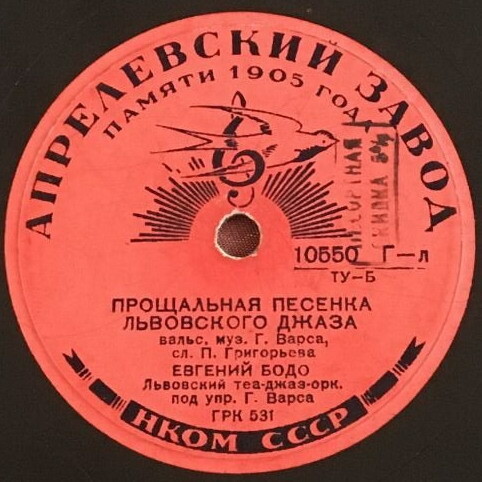 АПРЕЛЕВСКИЙ ЗАВОД
ПАМЯТИ 1905 ГОДА
СКИДКА
10550 Г-л
ТУ-Б
ПРОЩАЛЬНАЯ ПЕСЕНКА
ЛЬВОВСКОГО ДЖАЗА
вальс, муз. Г. Варса,
сл. П. Григорьева
ЕВГЕНИЙ БОДО
Львовский теа-джаз-орк.
под упр. Г. Варса
ГРК 531
НКОМ СССР